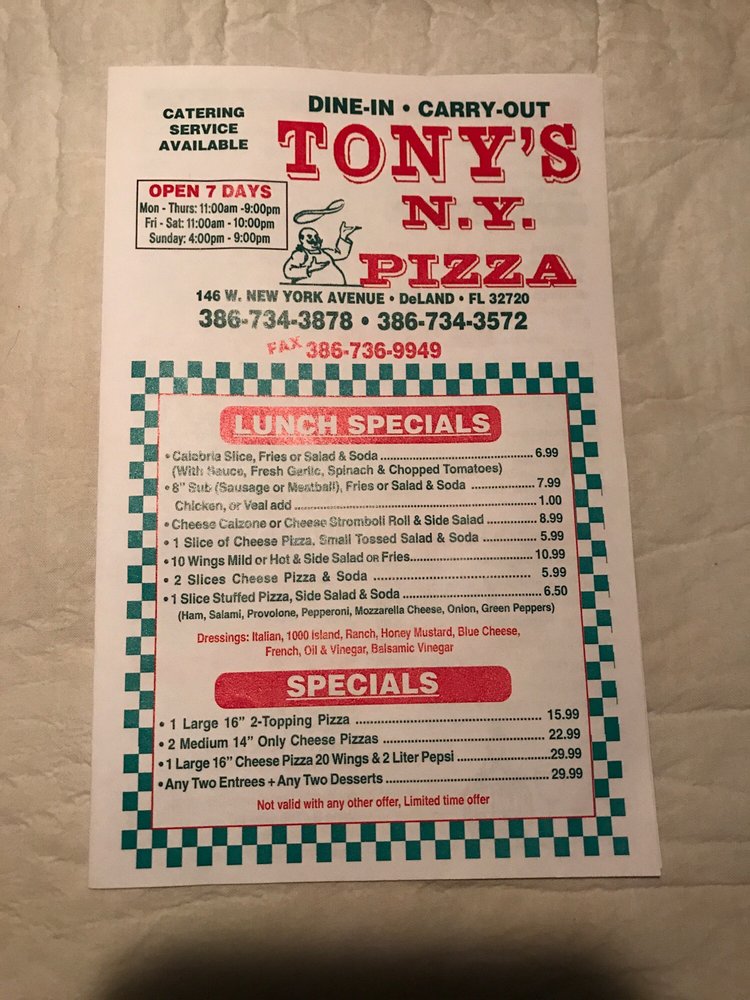 CATERING
SERVICE
AVAILABLE
DINE-IN • CARRY-OUT
TONY'S
N.Y.
PIZZA
OPEN 7 DAYS
Mon - Thurs: 11:00am -9:00pm
Fri - Sat: 11:00am - 10:00pm
Sunday: 4:00pm - 9:00pm
146 W. NEW YORK AVENUE • DeLAND • FL 32720
386-734-3878 • 386-734-3572
FAX 386-736-9949
LUNCH SPECIALS
• Calabria Slice, Fries or Salad & Soda ........ 6.99
(With Sauce, Fresh Garlic, Spinach & Chopped Tomatoes)
• 8" Sub (Sausage or Meatball), Fries or Salad & Soda ........ 7.99
Chicken, or Veal add ........ 1.00
• Cheese Calzone or Cheese Stromboli Roll & Side Salad ........ 8.99
• 1 Slice of Cheese Pizza, Small Tossed Salad & Soda ........ 5.99
• 10 Wings Mild or Hot & Side Salad OR Fries ........ 10.99
• 2 Slices Cheese Pizza & Soda ........ 5.99
• 1 Slice Stuffed Pizza, Side Salad & Soda ........ 6.50
(Ham, Salami, Provolone, Pepperoni, Mozzarella Cheese, Onion, Green Peppers)
Dressings: Italian, 1000 Island, Ranch, Honey Mustard, Blue Cheese,
French, Oil & Vinegar, Balsamic Vinegar
SPECIALS
• 1 Large 16" 2-Topping Pizza ........ 15.99
• 2 Medium 14" Only Cheese Pizzas ........ 22.99
• 1 Large 16" Cheese Pizza 20 Wings & 2 Liter Pepsi ........ 29.99
• Any Two Entrees + Any Two Desserts ........ 29.99
Not valid with any other offer, Limited time offer